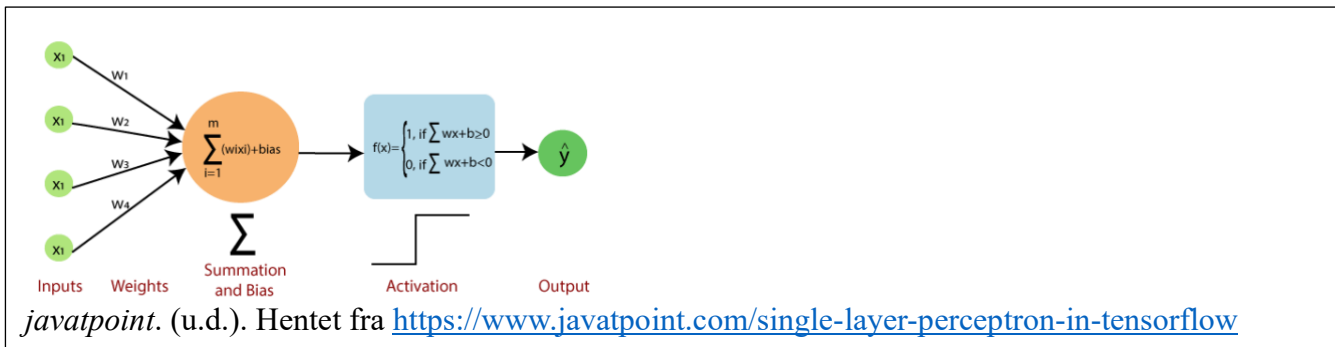 x₁
w₁
x₁
w₂
x₁
w₃
x₁
w₄
m
∑(wixi)+bias
i=1
f(x)={1, if ∑ wx+b≥0
0, if ∑ wx+b<0
ŷ
∑
Inputs
Weights
Summation
and Bias
Activation
Output
javatpoint. (u.d.). Hentet fra https://www.javatpoint.com/single-layer-perceptron-in-tensorflow